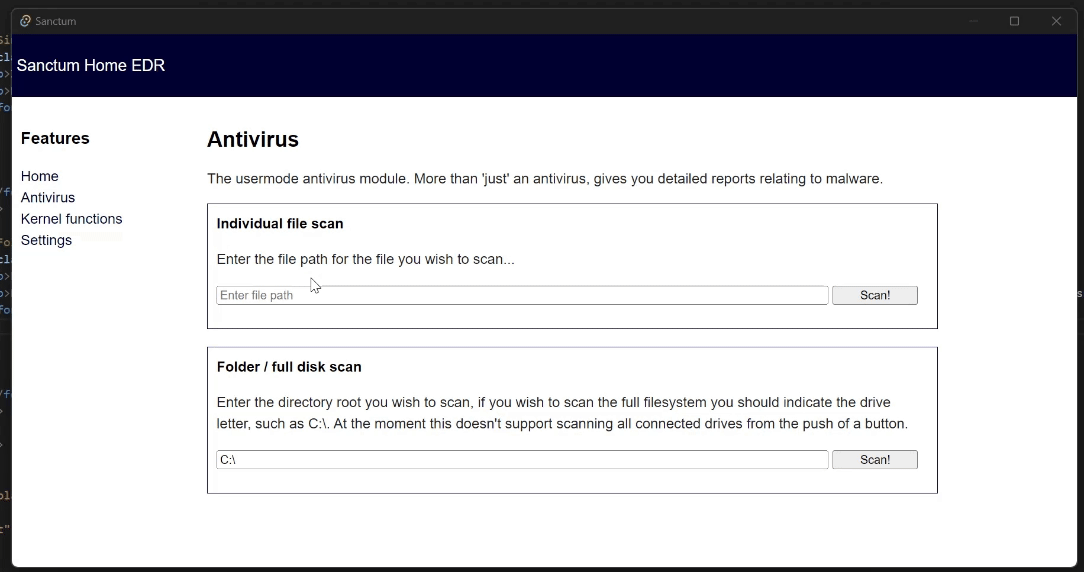 Sanctum
Sanctum Home EDR
Features
Home
Antivirus
Kernel functions
Settings
Antivirus
The usermode antivirus module. More than 'just' an antivirus, gives you detailed reports relating to malware.
Individual file scan
Enter the file path for the file you wish to scan...
Enter file path
Scan!
Folder / full disk scan
Enter the directory root you wish to scan, if you wish to scan the full filesystem you should indicate the drive
letter, such as C:\. At the moment this doesn't support scanning all connected drives from the push of a button.
C:\
Scan!